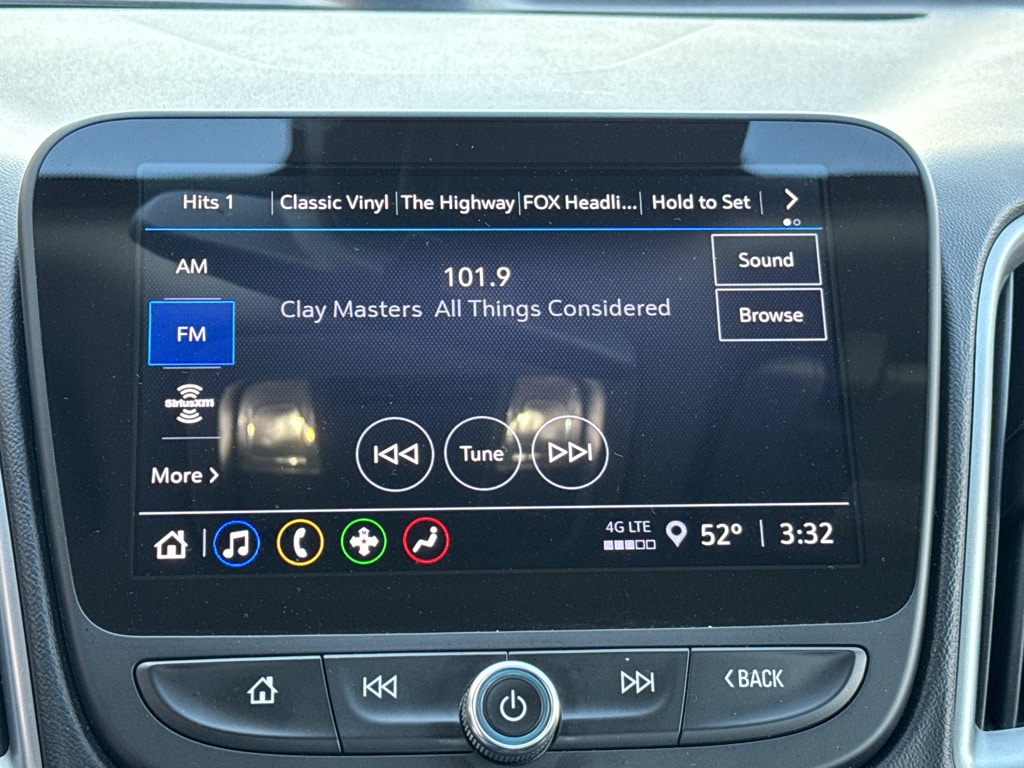 Hits 1 Classic Vinyl The Highway FOX Headli... Hold to Set
AM
101.9
Sound
Clay Masters All Things Considered
Browse
FM
SiriusXm
Tune
More >
4G LTE
52° 3:32
BACK